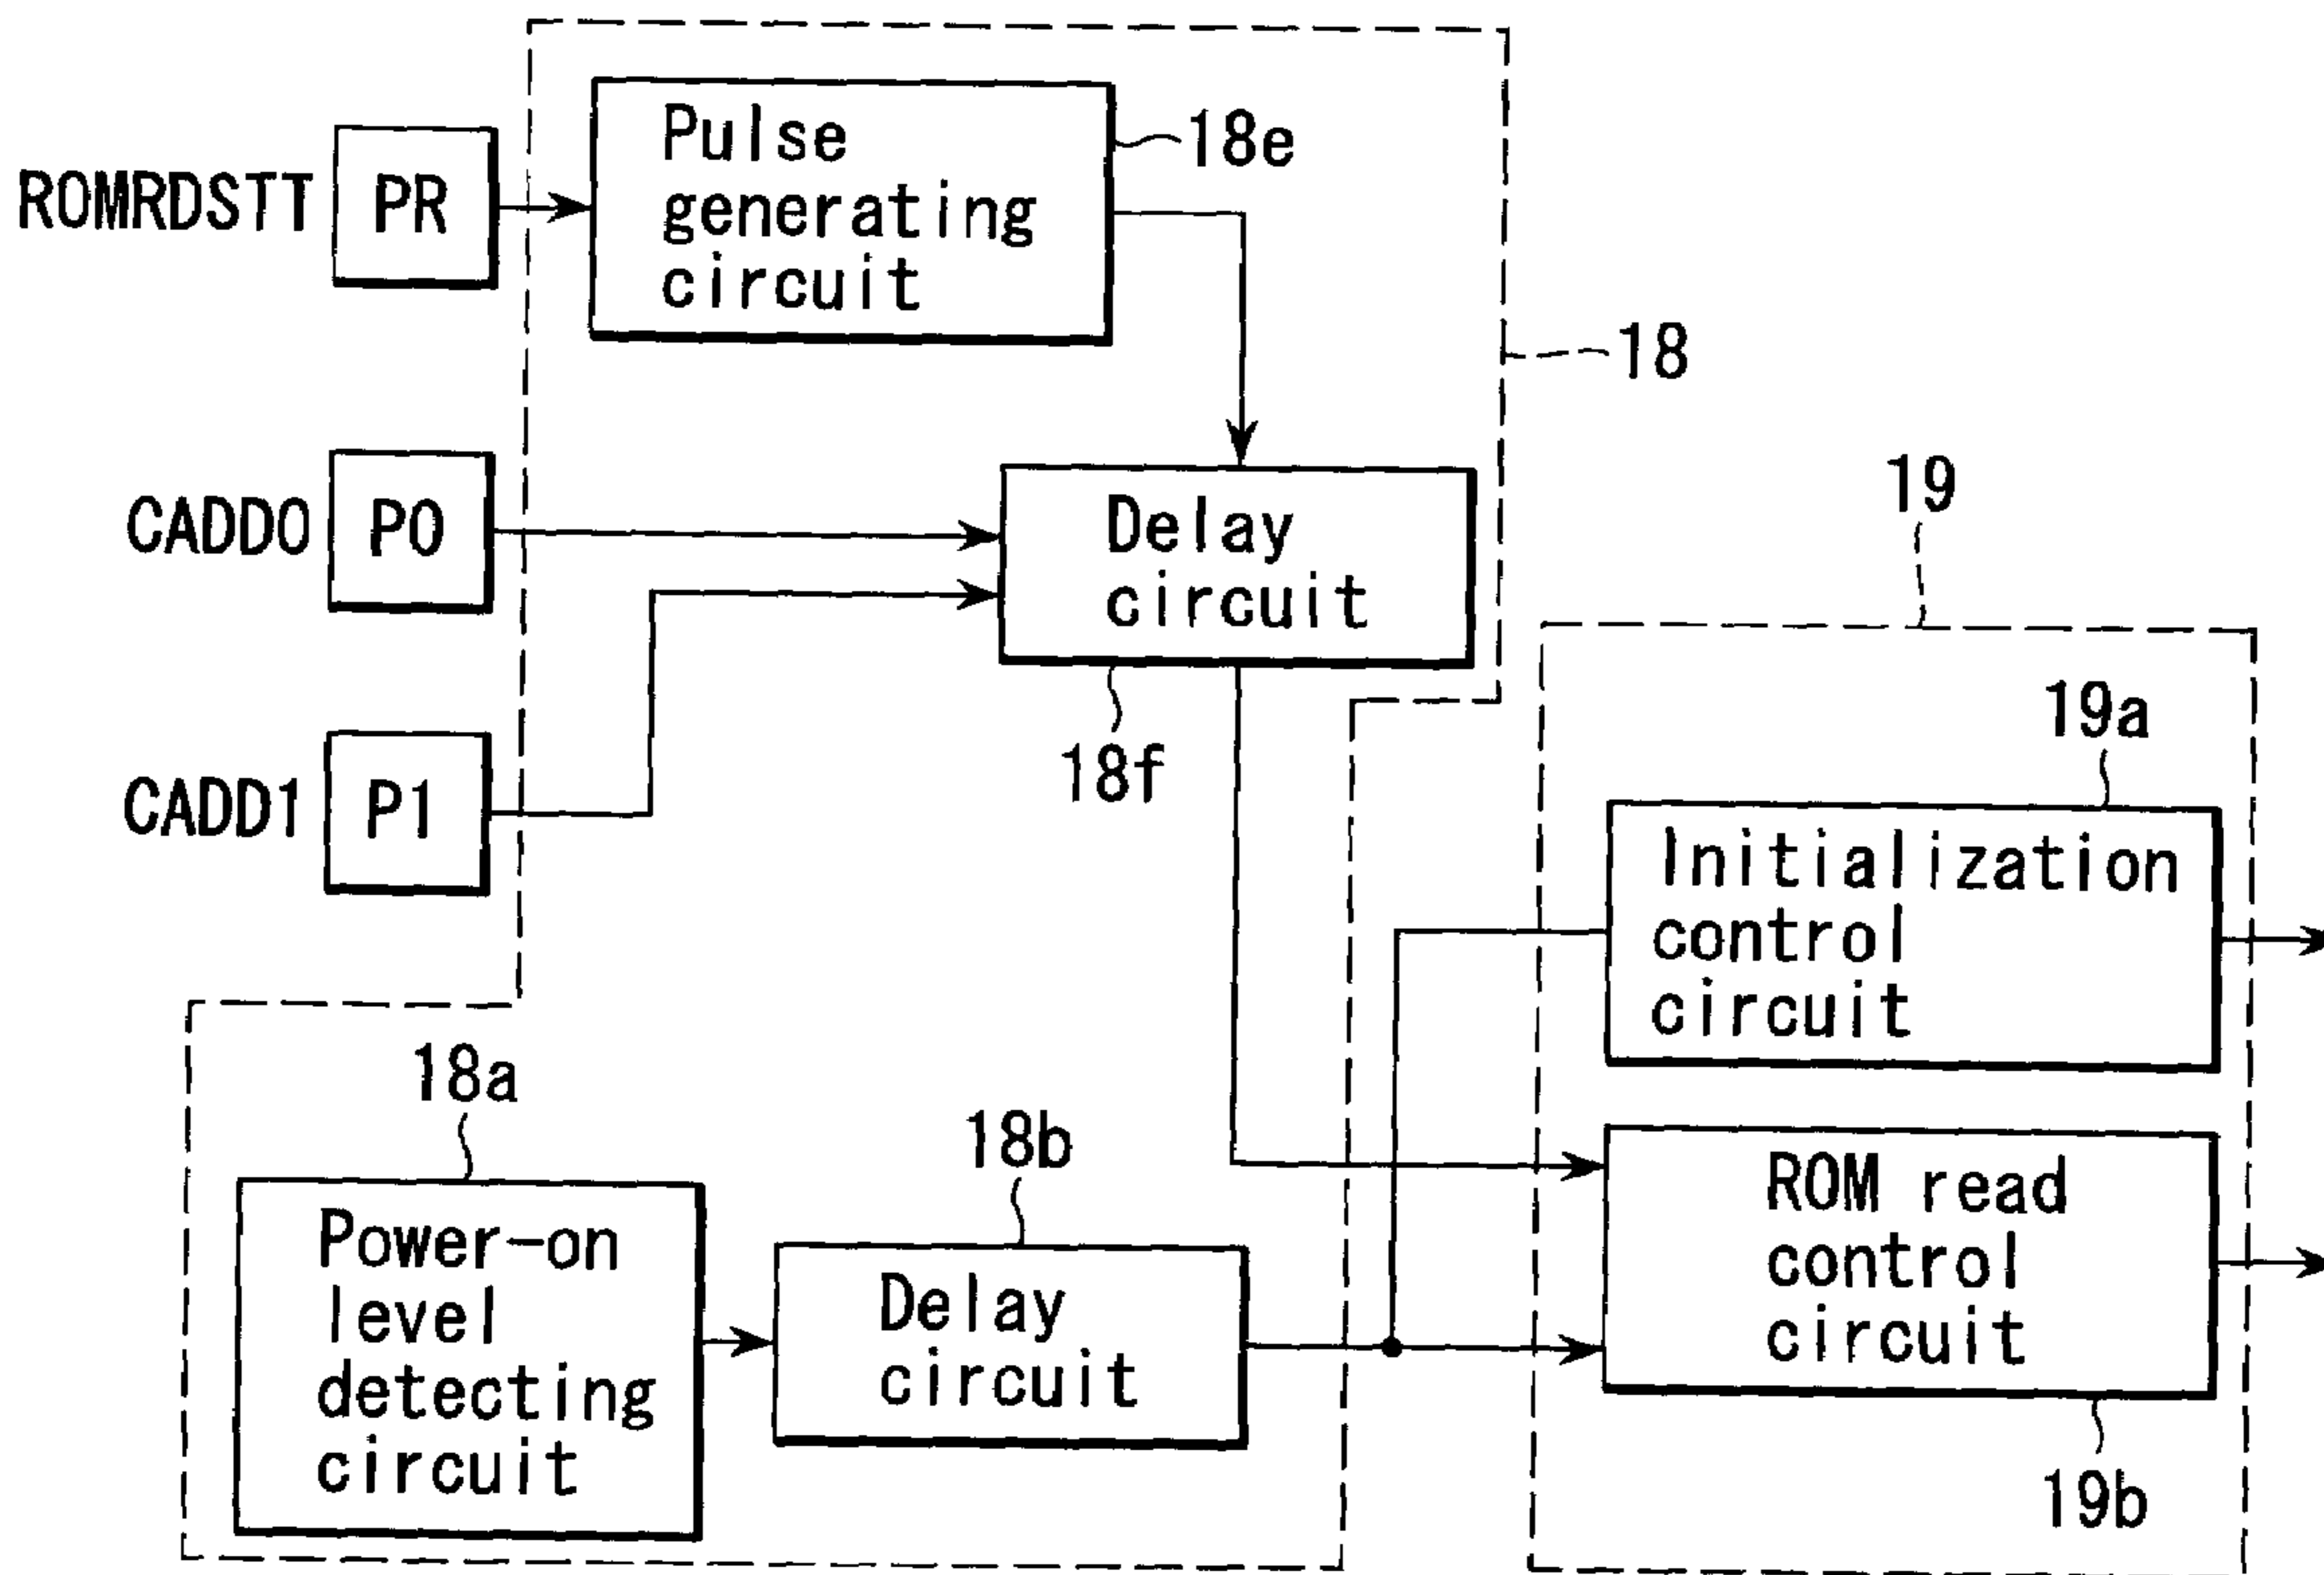 Pulse
generating
circuit
18e
ROMRDSTT
PR
18
CADD0
P0
Delay
circuit
18f
19
CADD1
P1
19a
Initialization
control
circuit
18a
18b
Power-on
level
detecting
circuit
Delay
circuit
ROM read
control
circuit
19b